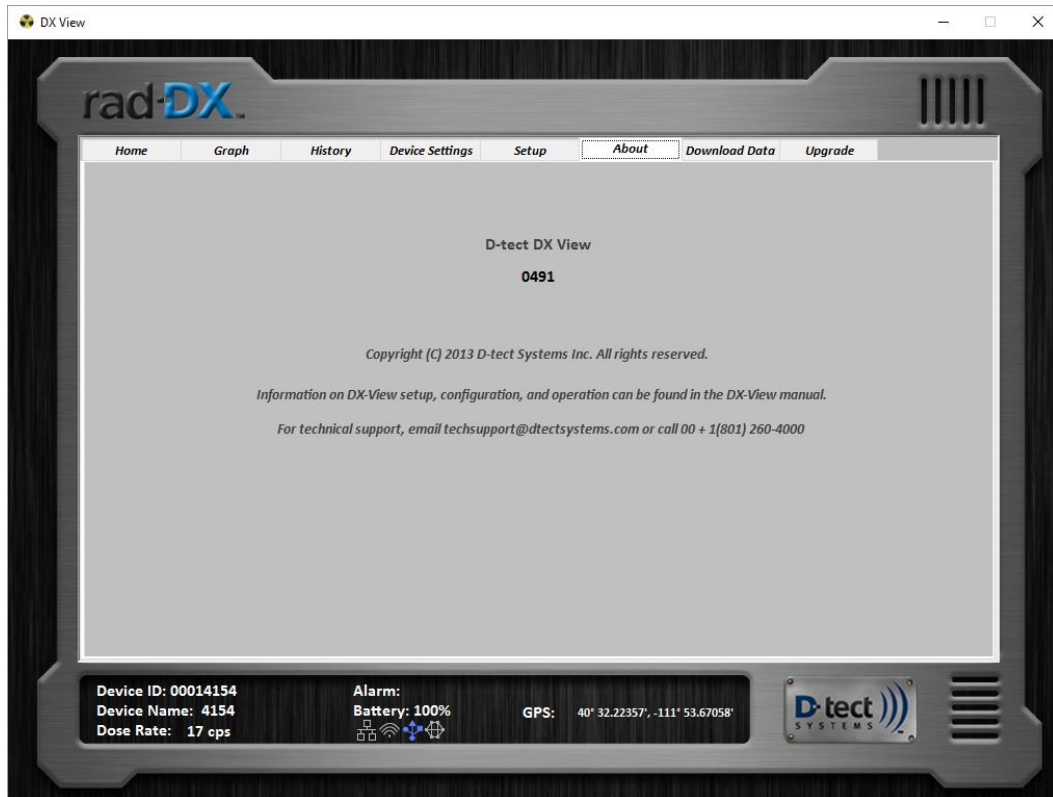 DX View
rad-DX™
Home Graph History Device Settings Setup About Download Data Upgrade
D-tect DX View
0491
Copyright (C) 2013 D-tect Systems Inc. All rights reserved.
Information on DX-View setup, configuration, and operation can be found in the DX-View manual.
For technical support, email techsupport@dtectsystems.com or call 00 + 1(801) 260-4000
Device ID: 00014154
Device Name: 4154
Dose Rate: 17 cps
Alarm:
Battery: 100%
GPS: 40° 32.22357', -111° 53.67058'
D-tect
SYSTEMS™